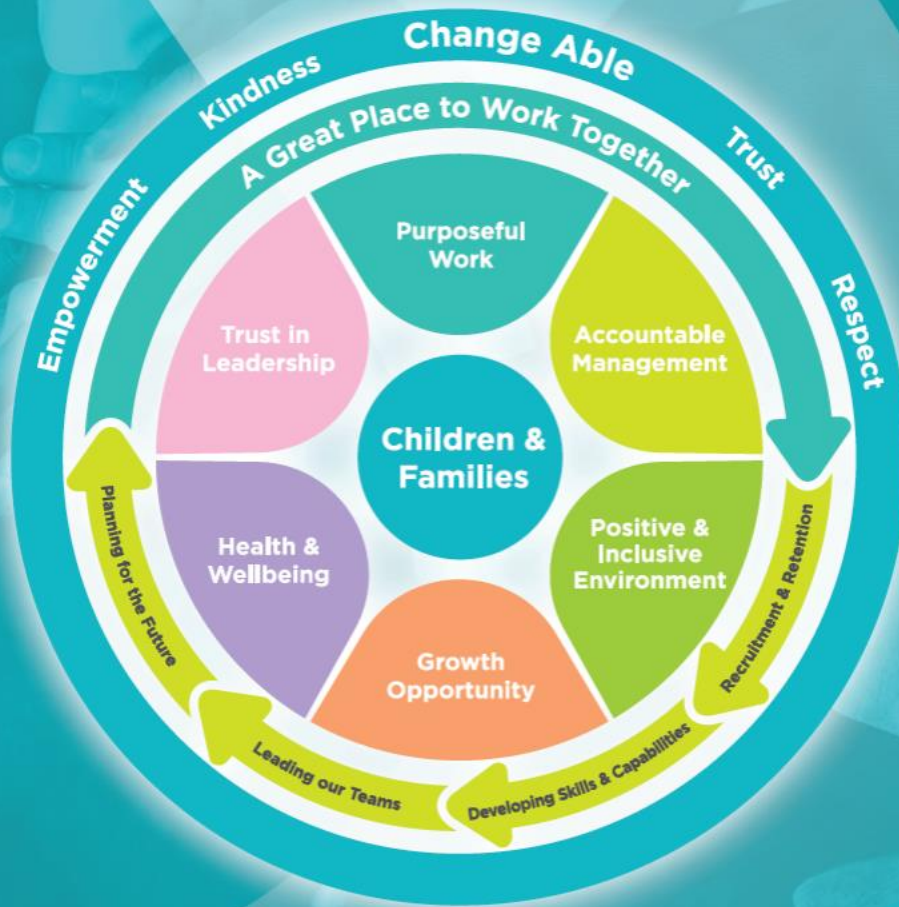 Change Able
Kindness
Trust
Empowerment
Respect
A Great Place to Work Together
Purposeful
Work
Trust in
Leadership
Accountable
Management
Children &
Families
Health &
Wellbeing
Positive &
Inclusive
Environment
Growth
Opportunity
Recruitment & Retention
Developing Skills & Capabilities
Leading our Teams
Planning for the Future